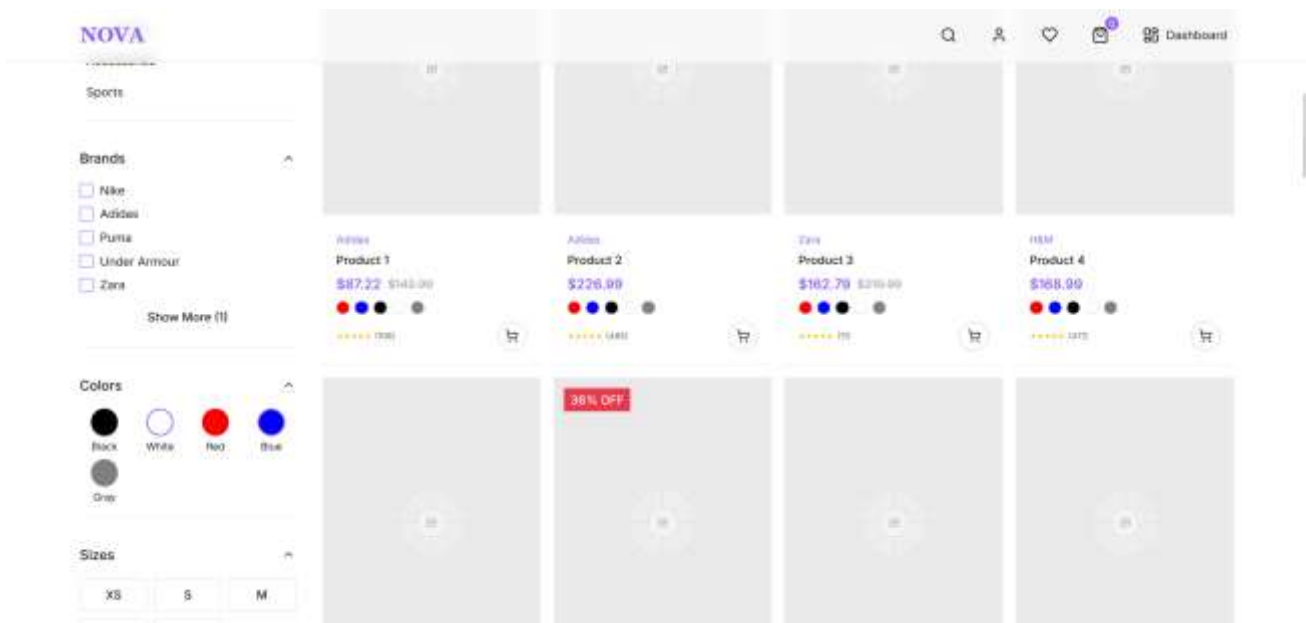 NOVA
0
Dashboard
Sports
Brands
Nike
Adidas
Puma
Under Armour
Zara
Show More (1)
Colors
Black
White
Red
Blue
Gray
Sizes
XS
S
M
Adidas
Product 1
$87.22
Adidas
Product 2
$226.99
Zara
Product 3
$162.79
H&M
Product 4
$168.99
36% OFF